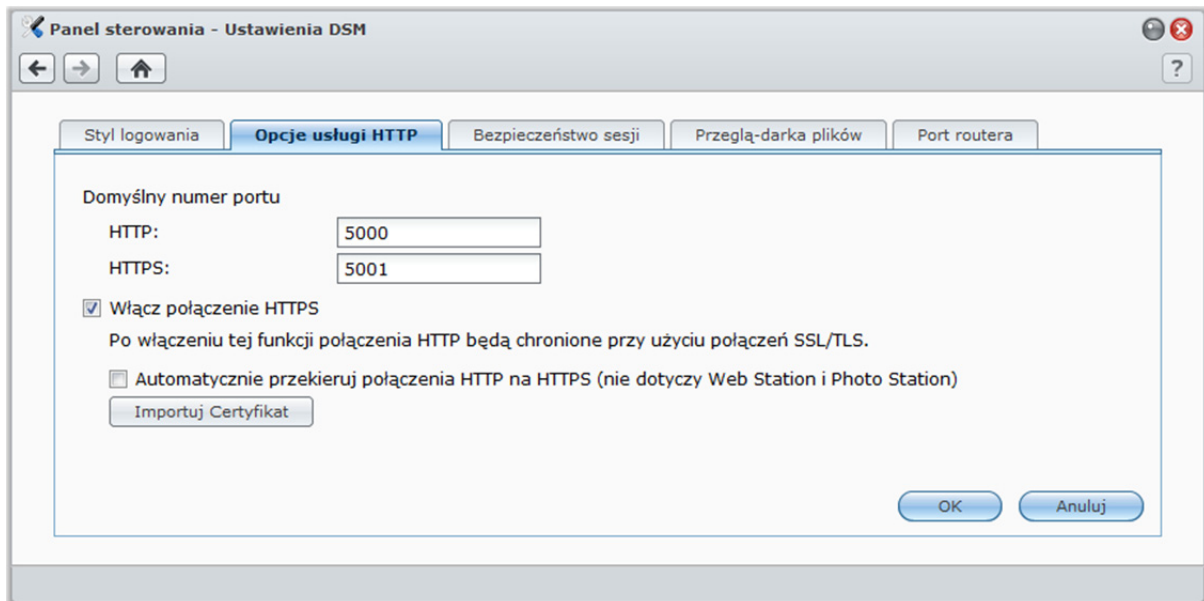 Panel sterowania - Ustawienia DSM
?
Styl logowania Opcje usługi HTTP Bezpieczeństwo sesji Przeglą-darka plików Port routera
Domyślny numer portu
HTTP: 5000
HTTPS: 5001
Włącz połączenie HTTPS
Po włączeniu tej funkcji połączenia HTTP będą chronione przy użyciu połączeń SSL/TLS.
Automatycznie przekieruj połączenia HTTP na HTTPS (nie dotyczy Web Station i Photo Station)
Importuj Certyfikat
OK Anuluj